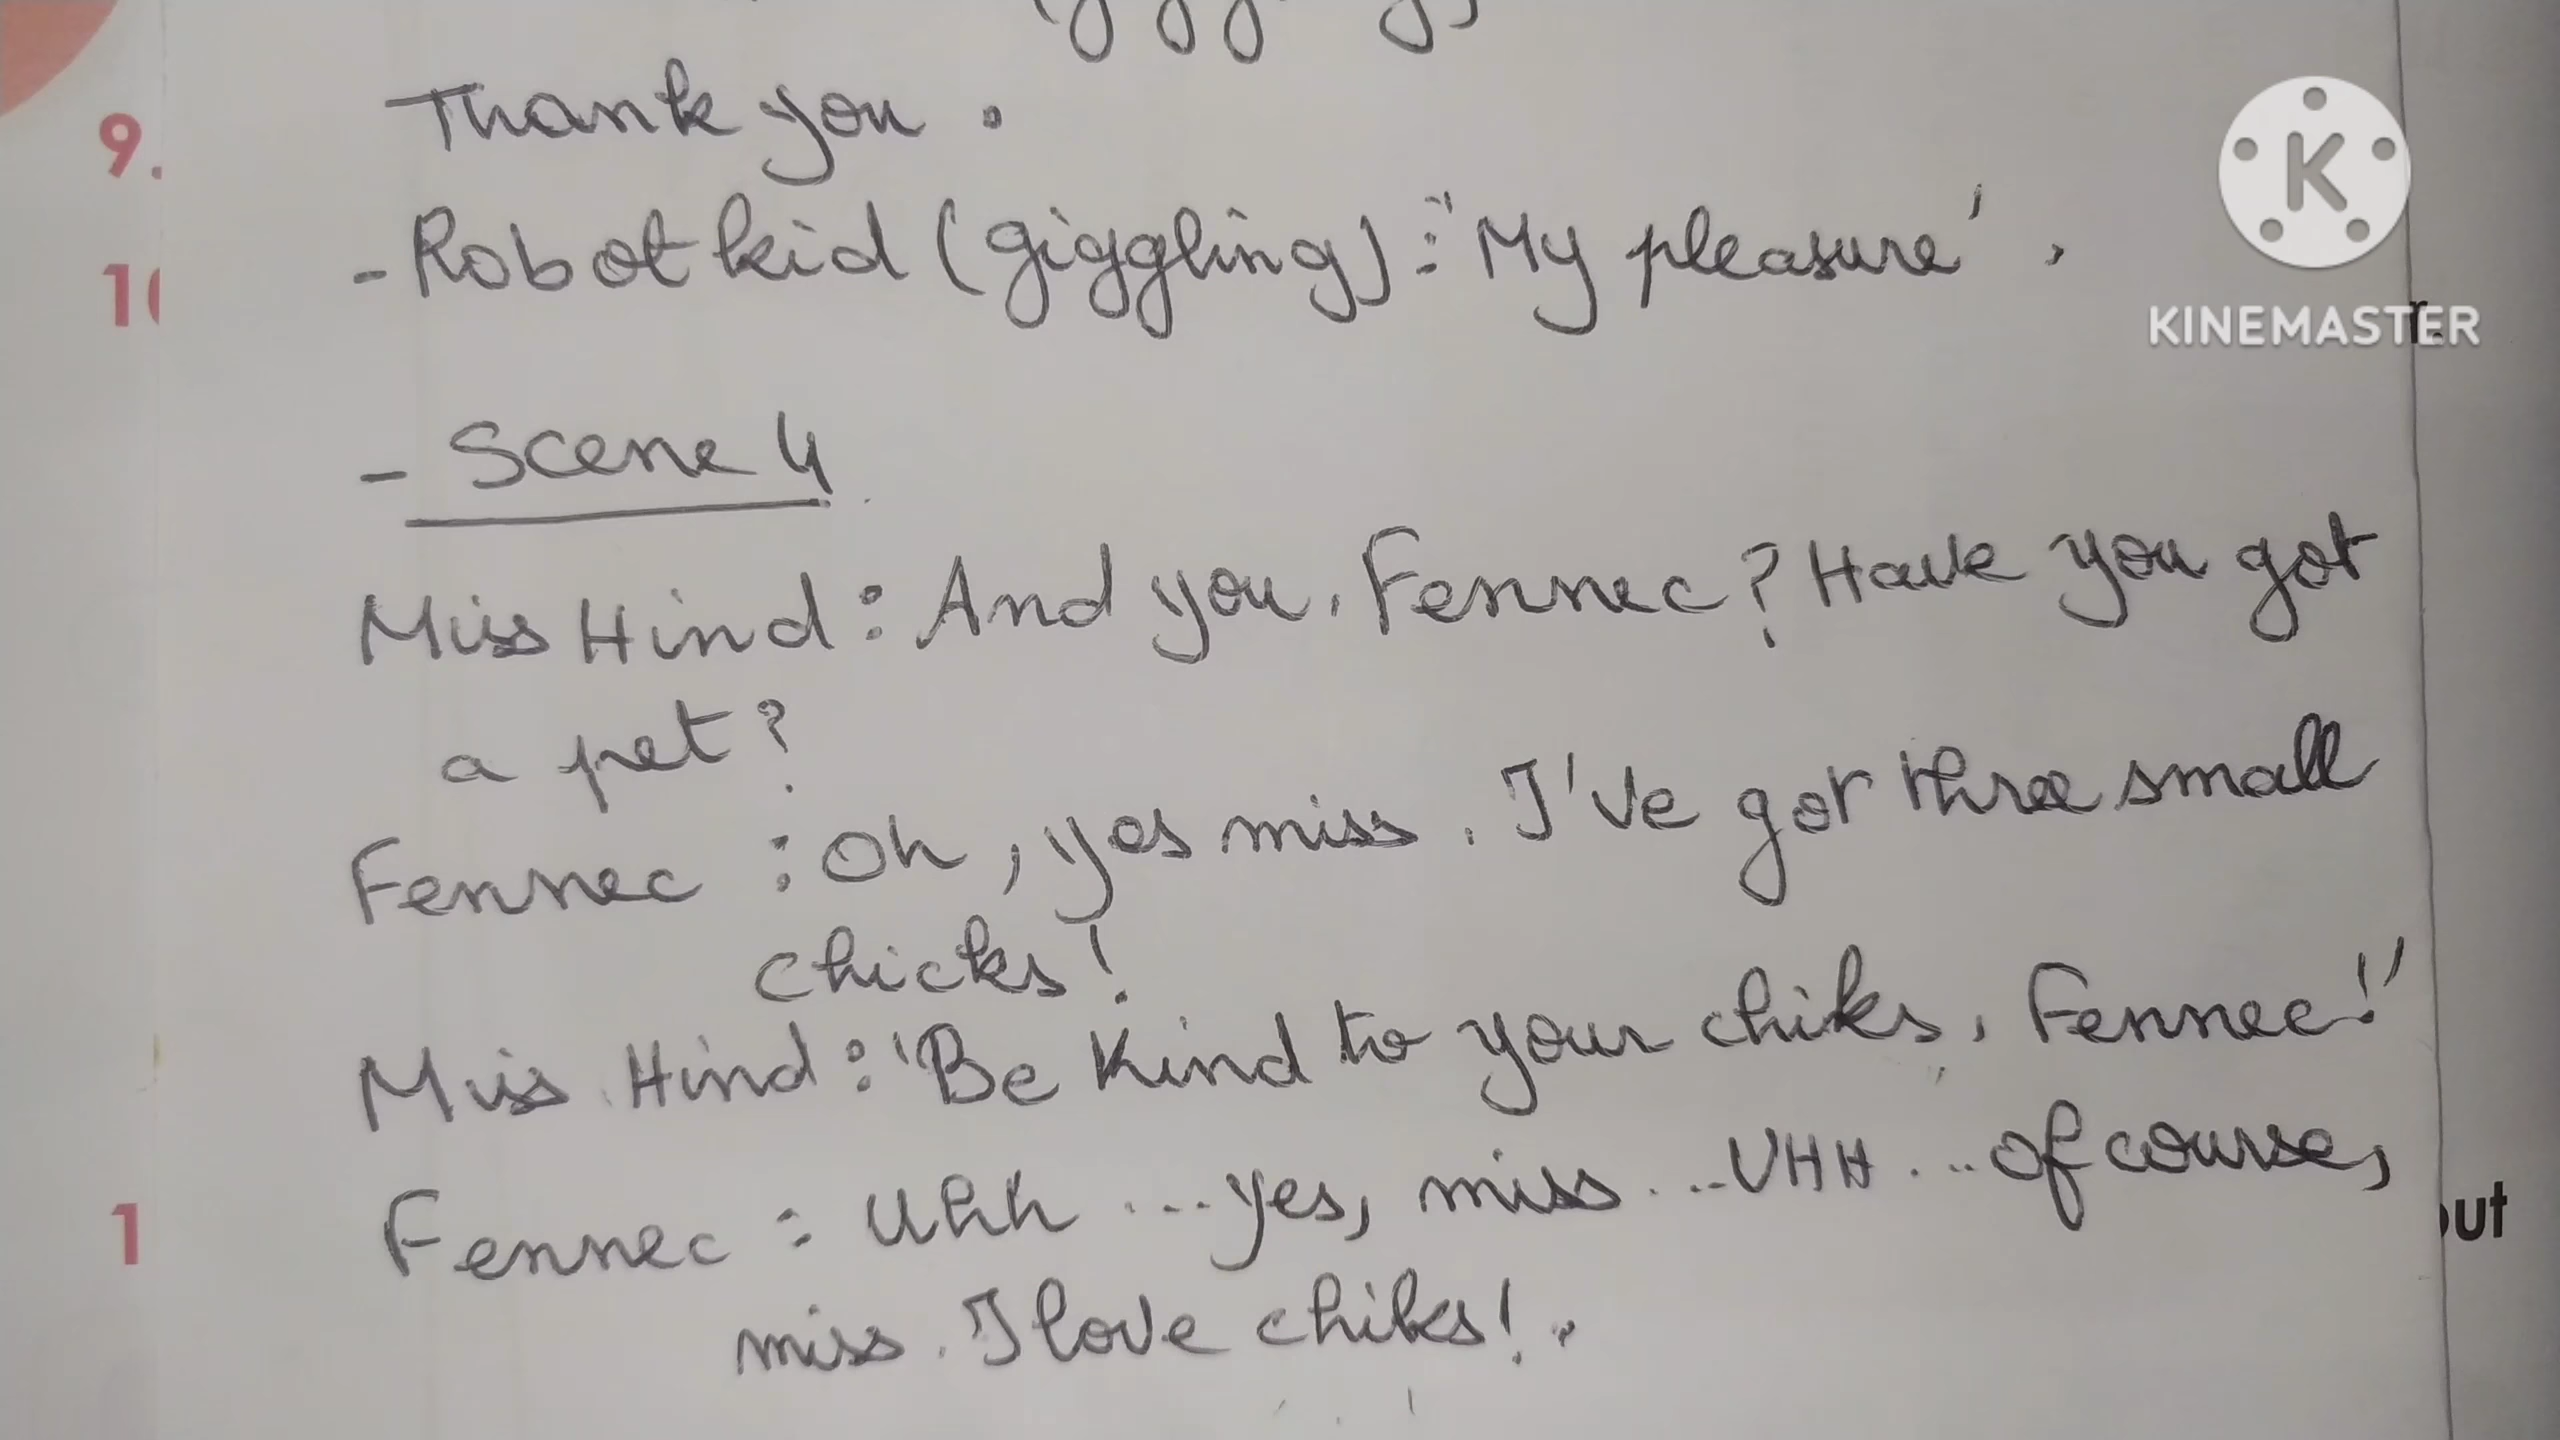 Thank you.
9.
- Robot kid (giggling): "My pleasure'.
10
KINEMASTER
r.
- Scene 4
Miss Hind: And you, Fennec? Have you got
a pet?
Fennec : Oh, yes miss. I've got three small
chicks!
Miss Hind: 'Be Kind to your chiks, Fennec!"
Fennec: Uhh ... yes, miss ... UHH ... of course,
1
out
miss. I love chiks!.